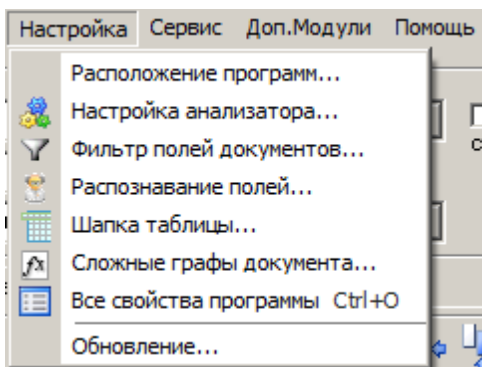 Настройка Сервис Доп.Модули Помощь
Расположение программ...
Настройка анализатора...
Фильтр полей документов...
Распознавание полей...
Шапка таблицы...
Сложные графы документа...
Все свойства программы Ctrl+O
Обновление...